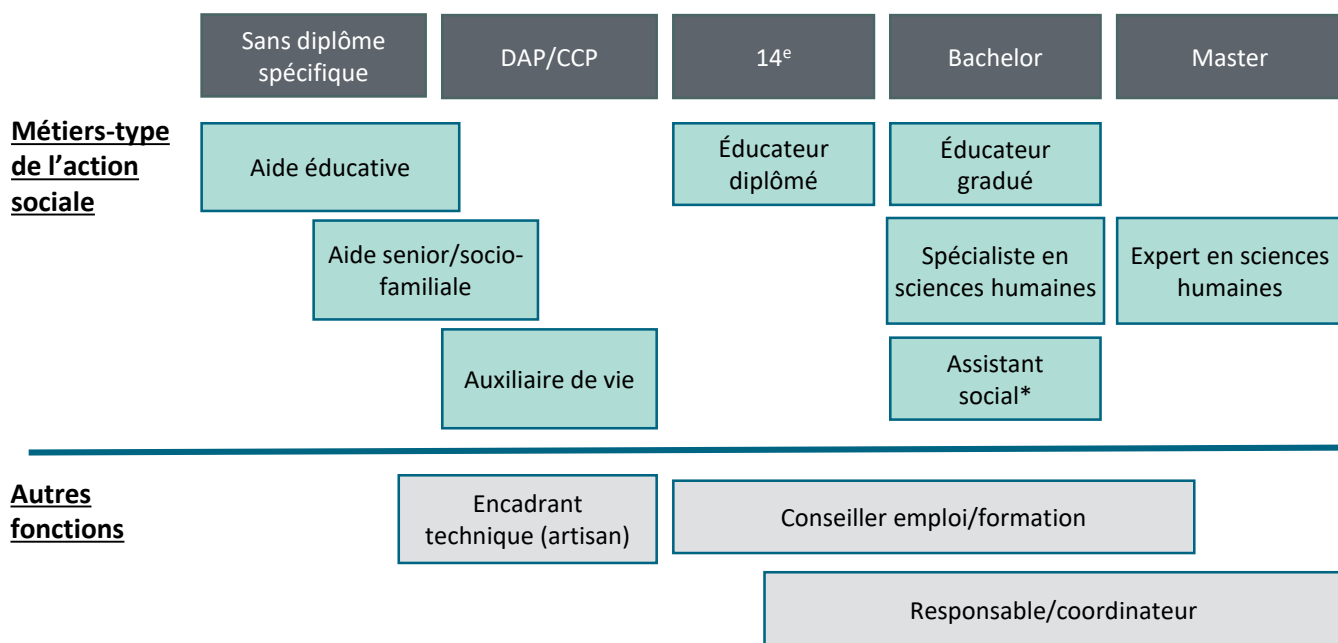 Sans diplôme
spécifique
DAP/CCP
14ᵉ
Bachelor
Master
Métiers-type
de l'action
sociale
Aide éducative
Éducateur
diplômé
Éducateur
gradué
Aide senior/socio-
familiale
Spécialiste en
sciences humaines
Expert en sciences
humaines
Auxiliaire de vie
Assistant
social*
Autres
fonctions
Encadrant
technique (artisan)
Conseiller emploi/formation
Responsable/coordinateur